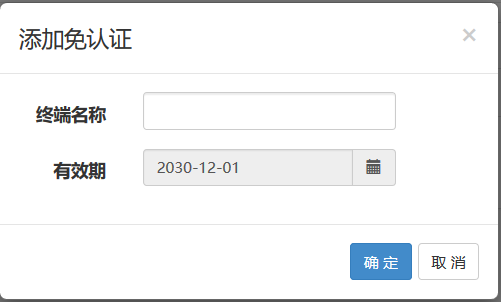 添加免认证 ×
终端名称
有效期 2030-12-01
确 定 取 消